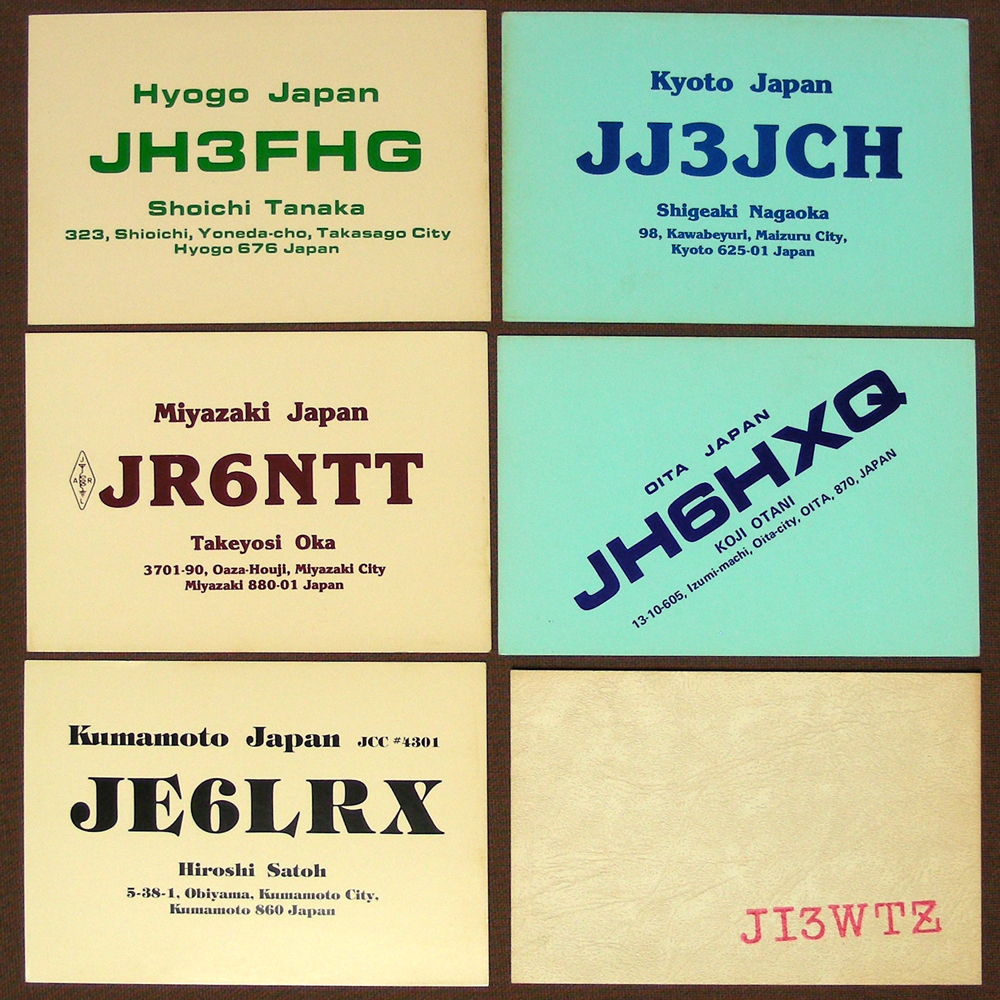 Hyogo Japan
JH3FHG
Shoichi Tanaka
323, Shioichi, Yoneda-cho, Takasago City
Hyogo 676 Japan
Kyoto Japan
JJ3JCH
Shigeaki Nagaoka
98, Kawabeyuri, Maizuru City,
Kyoto 625-01 Japan
Miyazaki Japan
JARL
JR6NTT
Takeyosi Oka
3701-90, Oaza-Houji, Miyazaki City
Miyazaki 880-01 Japan
OITA JAPAN
JH6HXQ
KOJI OTANI
13-10-605, Izumi-machi, Oita-city, OITA, 870, JAPAN
Kumamoto Japan JCC #4301
JE6LRX
Hiroshi Satoh
5-38-1, Obiyama, Kumamoto City,
Kumamoto 860 Japan
JI3WTZ